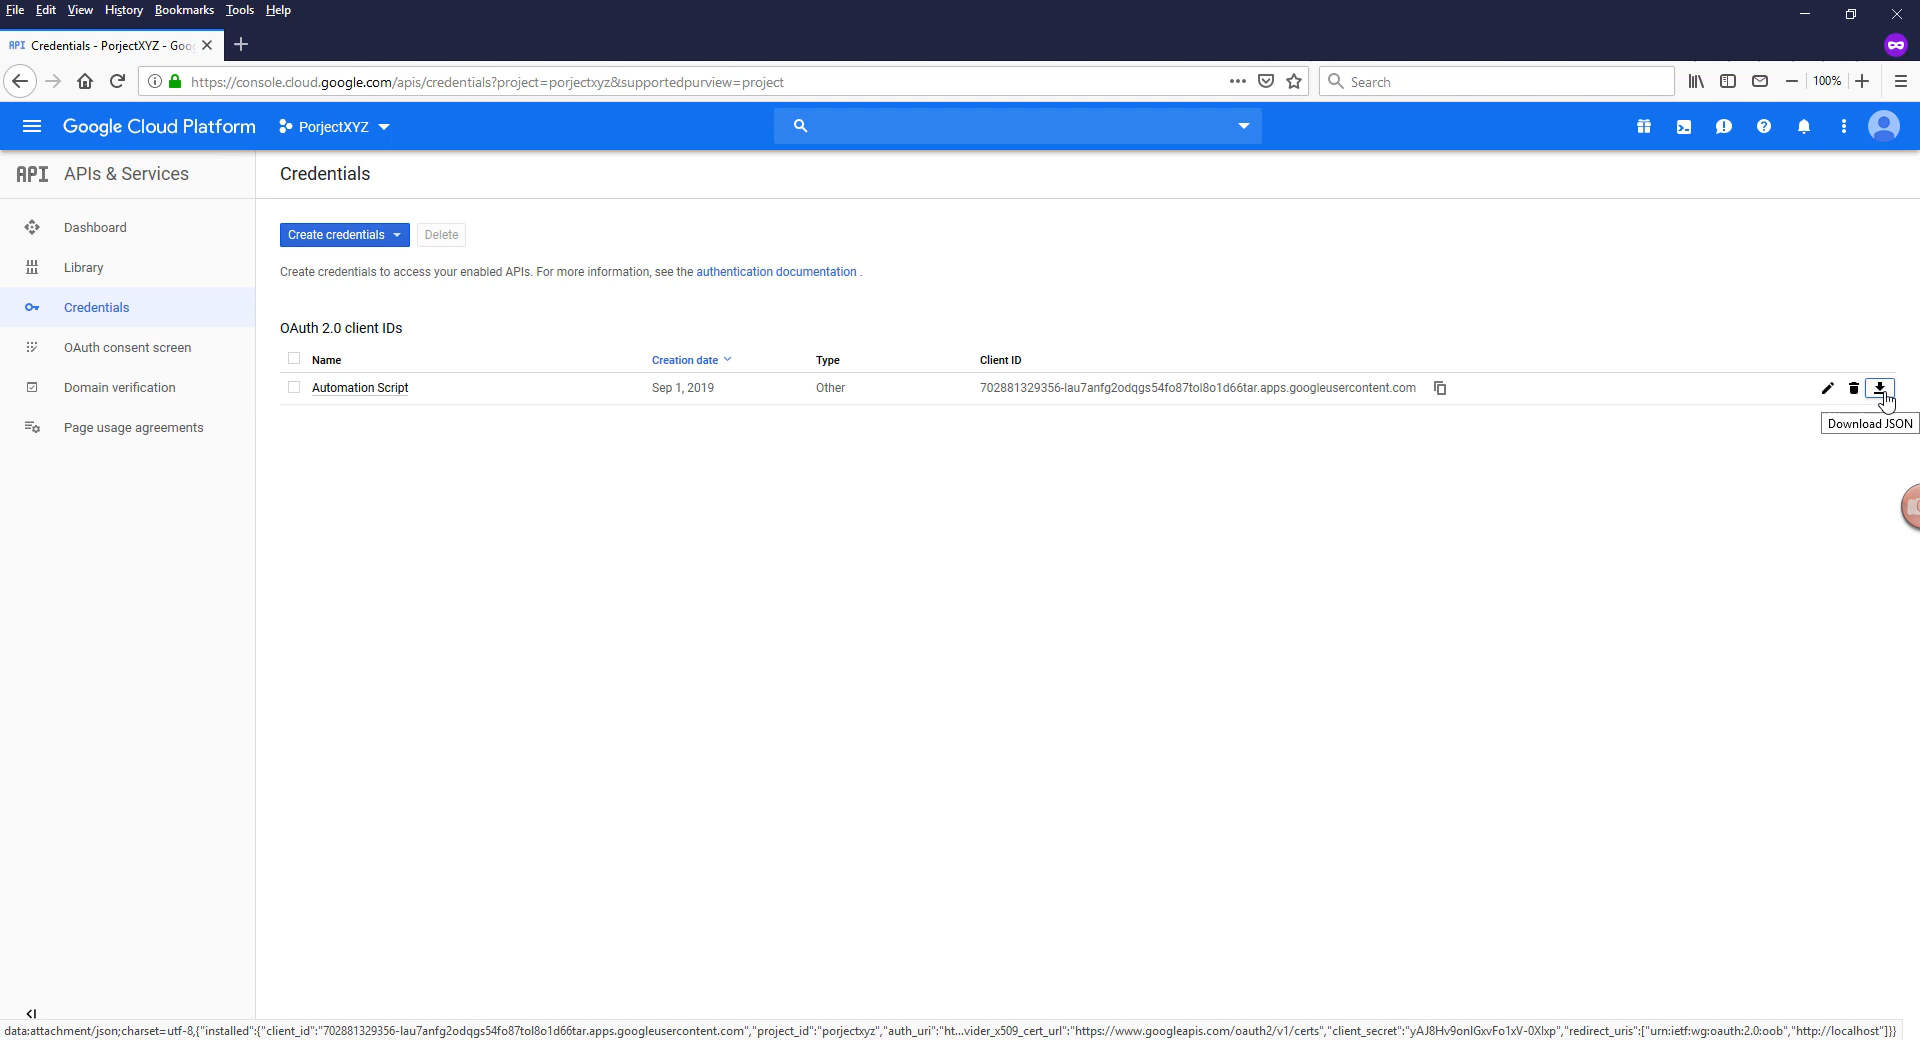 File Edit View History Bookmarks Tools Help
API Credentials - PorjectXYZ - Goo
https://console.cloud.google.com/apis/credentials?project=porjectxyz&supportedpurview=project
Search
100%
Google Cloud Platform
PorjectXYZ
API APIs & Services
Credentials
Dashboard
Library
Credentials
OAuth consent screen
Domain verification
Page usage agreements
Create credentials
Delete
Create credentials to access your enabled APIs. For more information, see the authentication documentation .
OAuth 2.0 client IDs
Name Creation date Type Client ID
Automation Script Sep 1, 2019 Other 702881329356-lau7anfg2odqgs54fo87tol8o1d66tar.apps.googleusercontent.com
Download JSON
data:attachment/json;charset=utf-8,{"installed":{"client_id":"702881329356-lau7anfg2odqgs54fo87tol8o1d66tar.apps.googleusercontent.com","project_id":"porjectxyz","auth_uri":"ht...vider_x509_cert_url":"https://www.googleapis.com/oauth2/v1/certs","client_secret":"yAJ8Hv9onIGxvFo1xV-0XIxp","redirect_uris":["urn:ietf:wg:oauth:2.0:oob","http://localhost"]}}